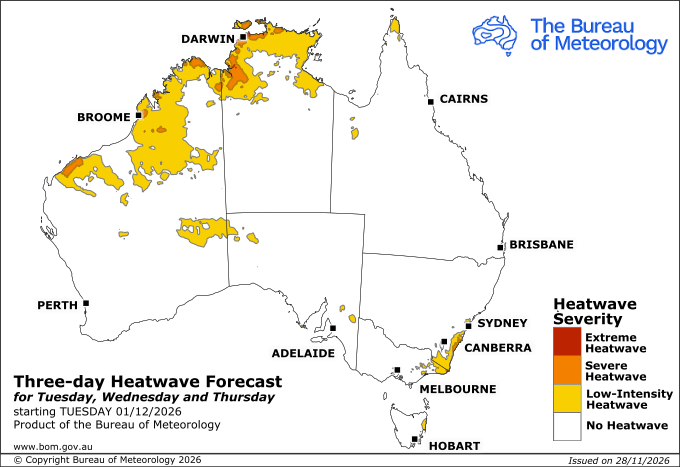 The Bureau
of Meteorology
DARWIN
CAIRNS
BROOME
BRISBANE
PERTH
SYDNEY
ADELAIDE
CANBERRA
MELBOURNE
HOBART
Heatwave
Severity
Extreme
Heatwave
Severe
Heatwave
Low-Intensity
Heatwave
No Heatwave
Three-day Heatwave Forecast
for Tuesday, Wednesday and Thursday
starting TUESDAY 01/12/2026
Product of the Bureau of Meteorology
www.bom.gov.au
© Copyright Bureau of Meteorology 2026
Issued on 28/11/2026